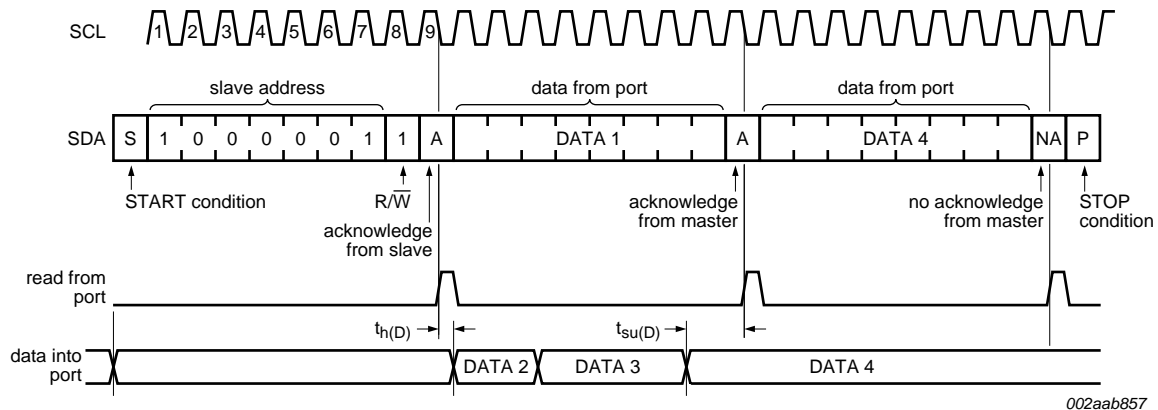 SCL 1 2 3 4 5 6 7 8 9
slave address data from port data from port
SDA S 1 0 0 0 0 0 1 1 A DATA 1 A DATA 4 NA P
START condition R/W̅ acknowledge from slave acknowledge from master no acknowledge from master STOP condition
read from port
t_h(D) t_su(D)
data into port DATA 2 DATA 3 DATA 4
002aab857